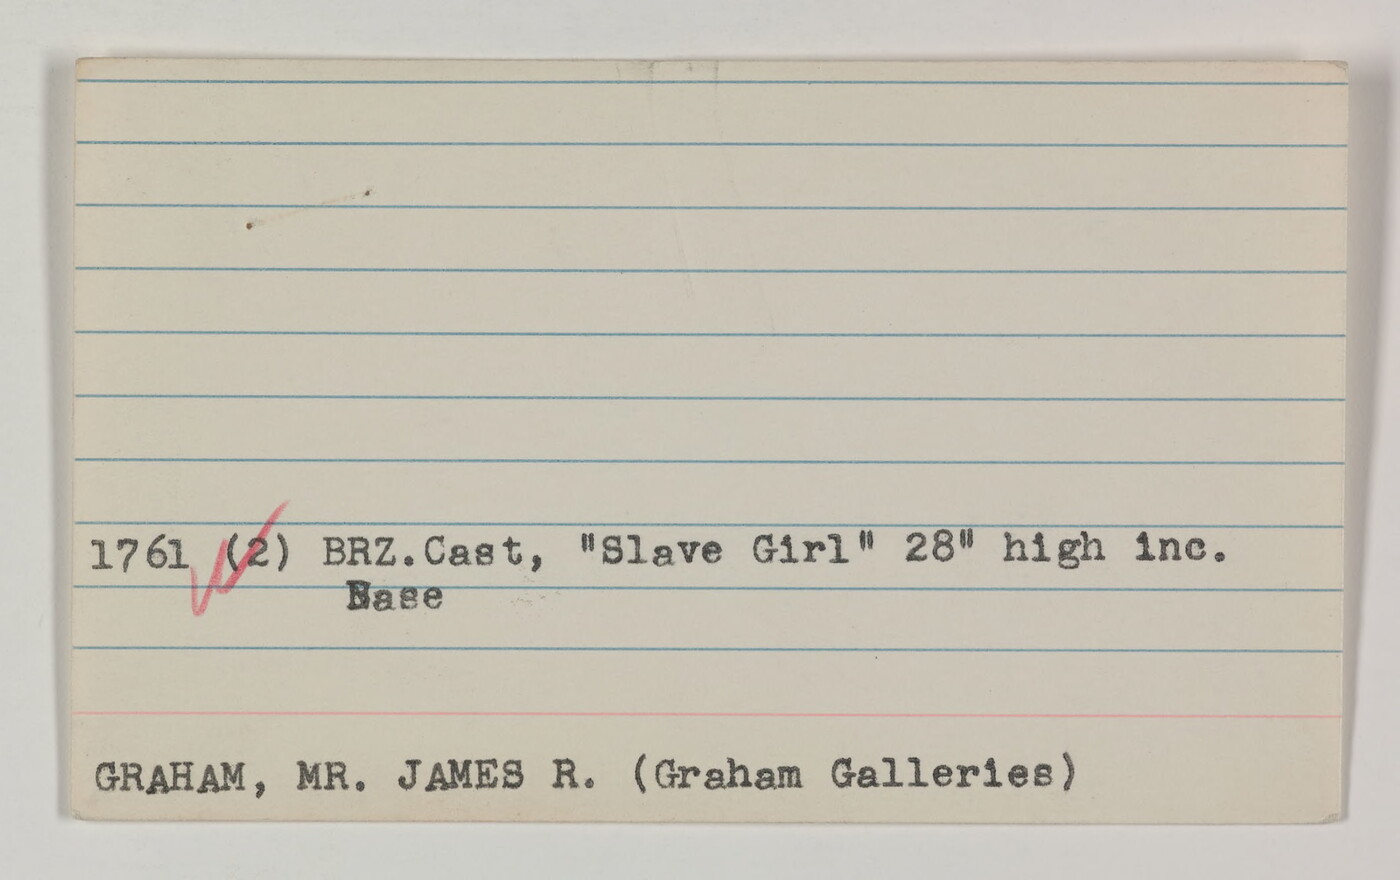 1761 (2) BRZ.Cast, "Slave Girl" 28" high inc.
Base
GRAHAM, MR. JAMES R. (Graham Galleries)